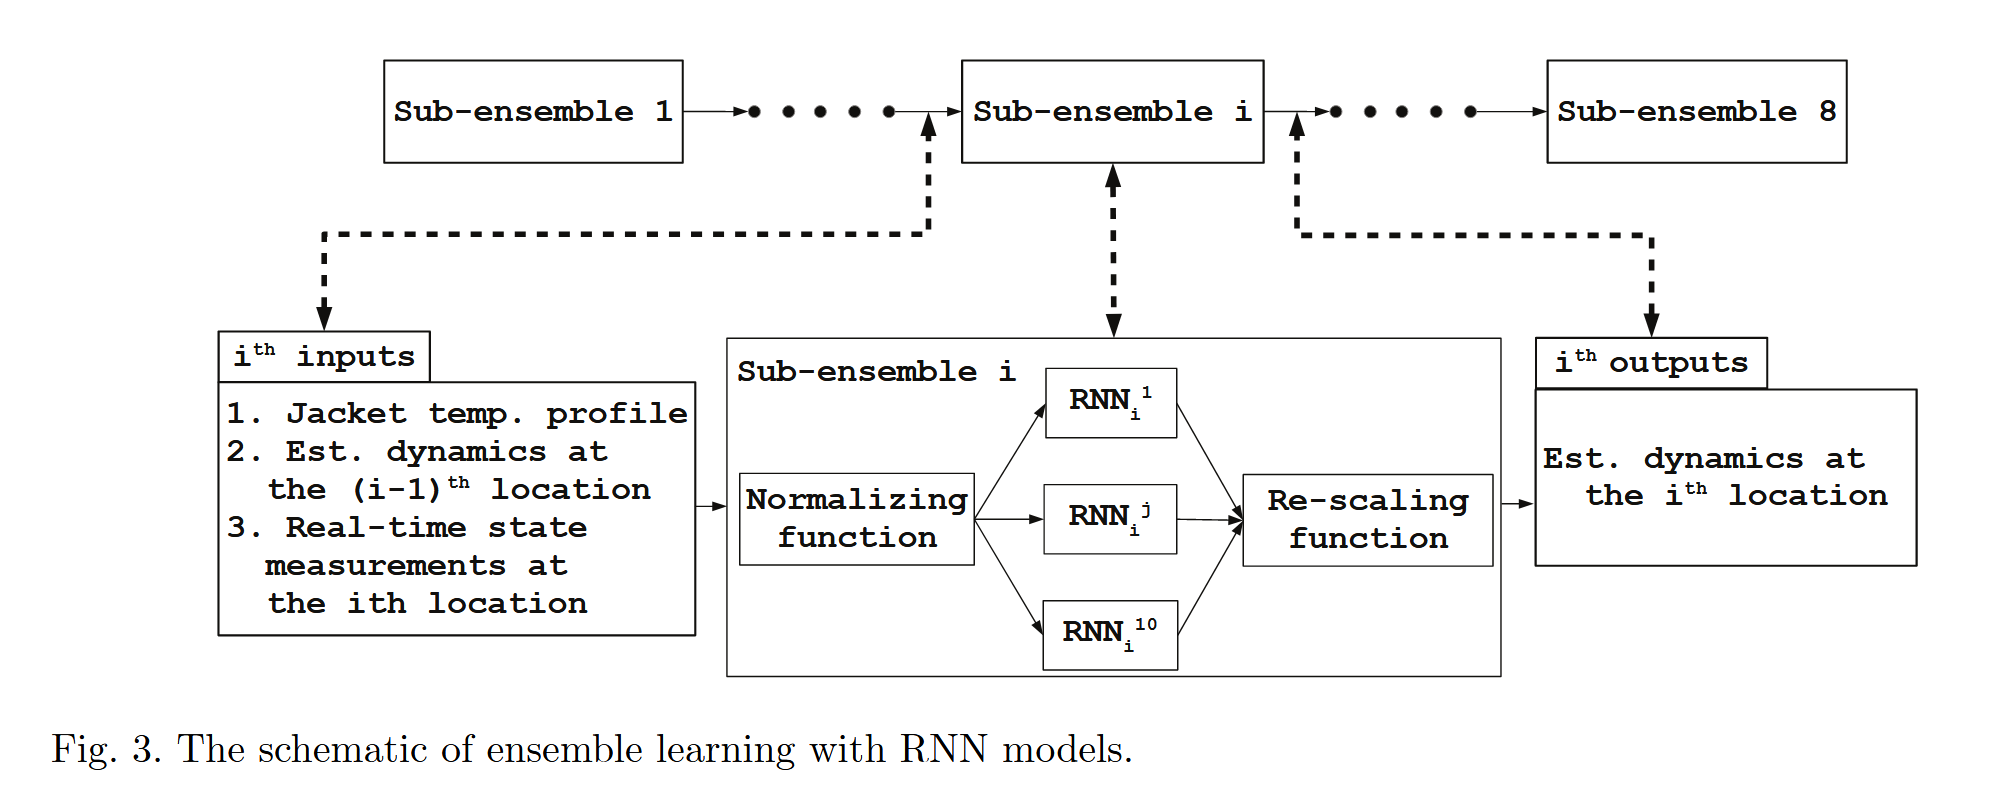 Sub-ensemble 1
Sub-ensemble i
Sub-ensemble 8
i^th inputs
1. Jacket temp. profile
2. Est. dynamics at
the (i-1)^th location
3. Real-time state
measurements at
the ith location
Sub-ensemble i
Normalizing
function
RNN_i^1
RNN_i^j
RNN_i^10
Re-scaling
function
i^th outputs
Est. dynamics at
the i^th location
Fig. 3. The schematic of ensemble learning with RNN models.